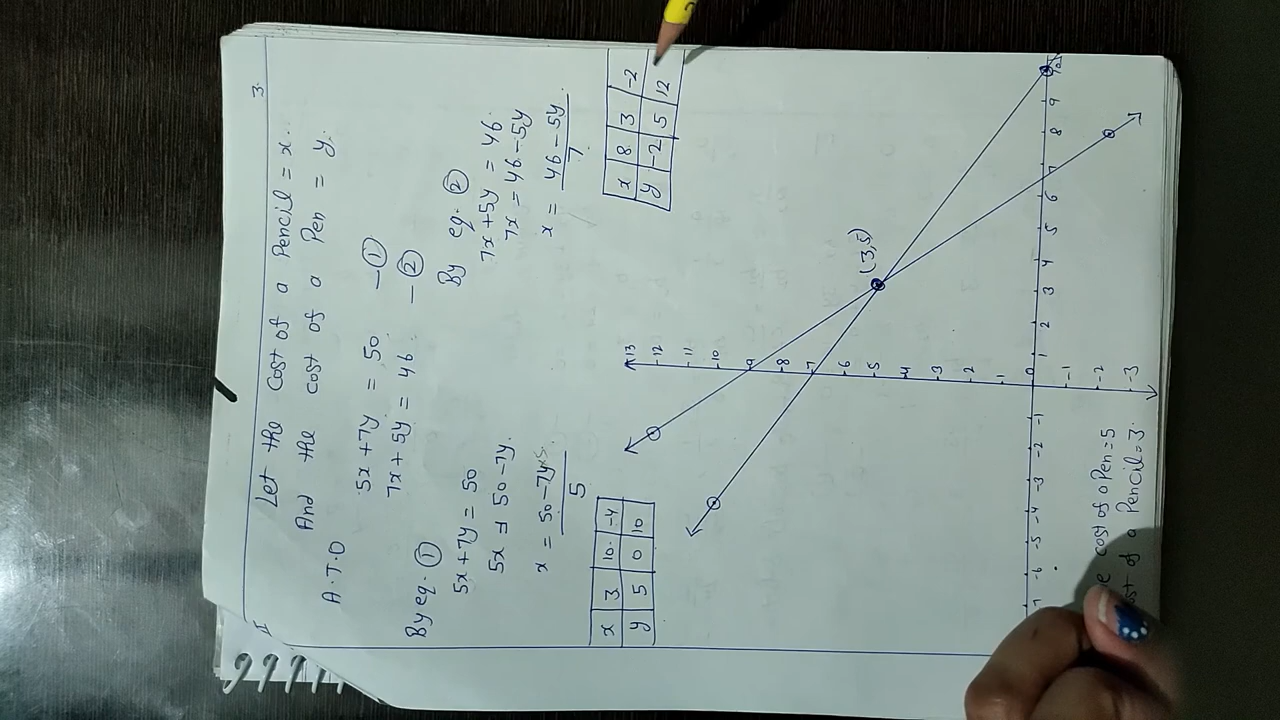 3.
II
Let the cost of a Pencil = x..
And the cost of a Pen = y.
A.T.Q
5x + 7y = 50 - ①
7x + 5y = 46 - ②
By eq. ①
5x + 7y = 50
5x = 50 - 7y.
x = 50 - 7y
5
x 3 10 -4
y 5 0 10
By eq. ②
7x + 5y = 46
7x = 46 - 5y
x = 46 - 5y
7
x 8 3 -2
y -2 5 12
13
12
11
10
9
8
7
6
5
4
3
2
1
0
-1
-2
-3
(3,5)
-7 -6 -5 -4 -3 -2 -1 1 2 3 4 5 6 7 8 9 10
cost of a Pen = 5
of a Pencil = 3